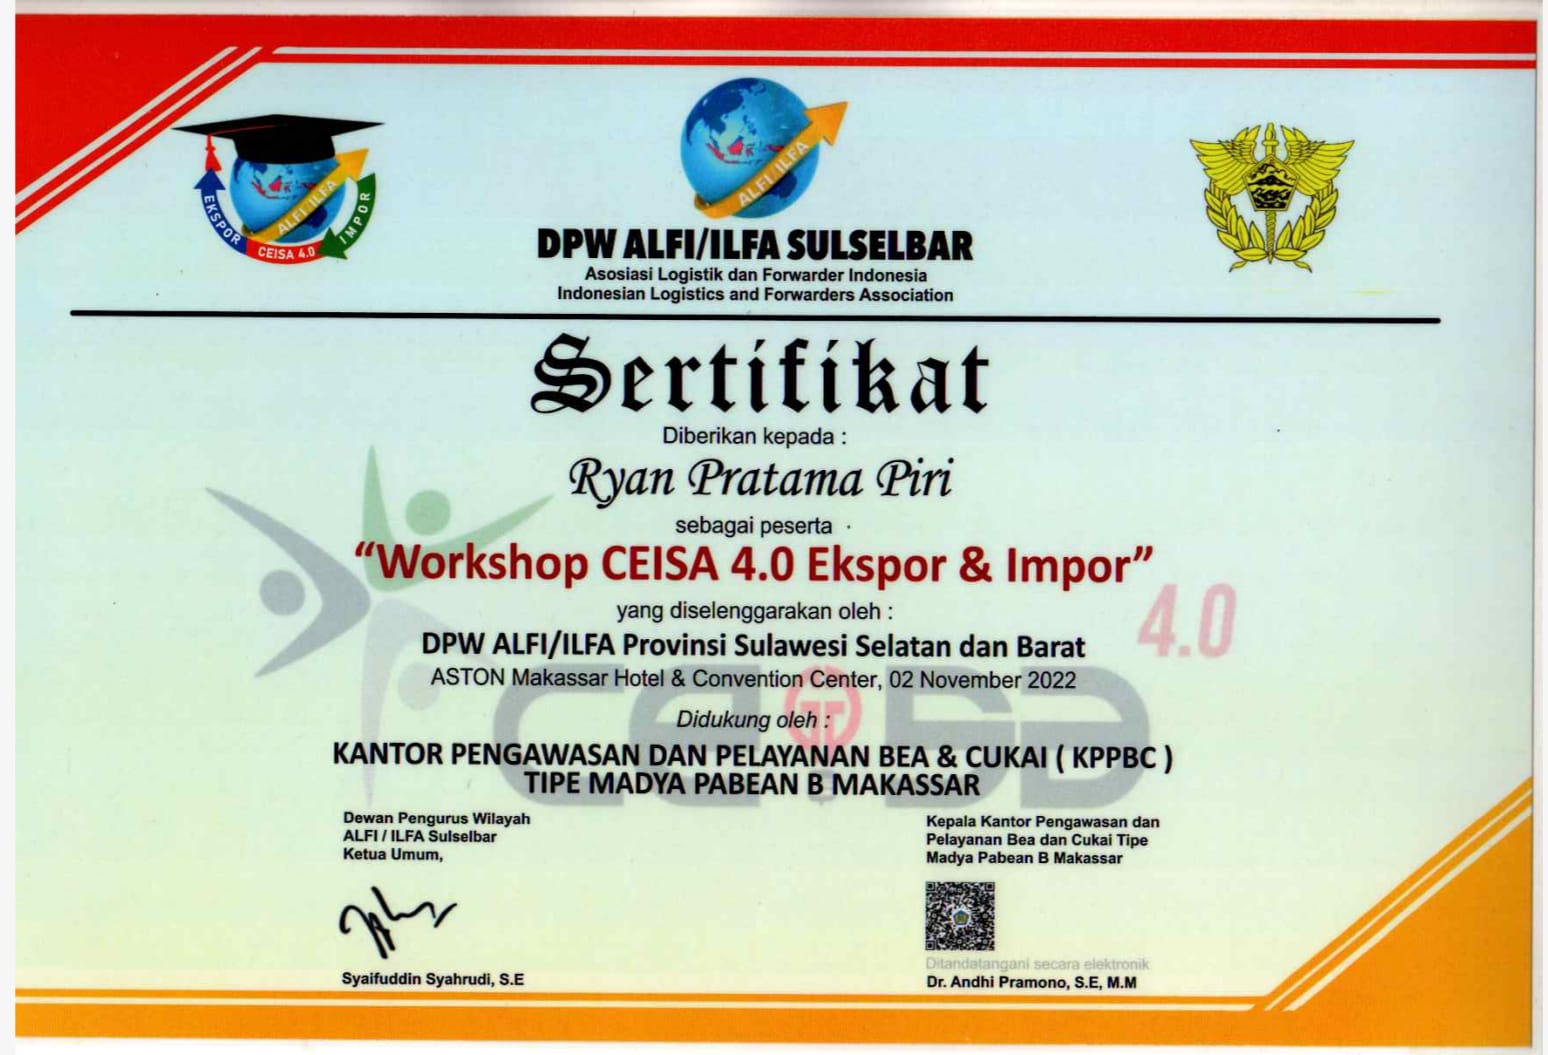 EKSPOR
ALFI/ILFA
IMPOR
CEISA 4.0
ALFI/ILFA
DPW ALFI/ILFA SULSELBAR
Asosiasi Logistik dan Forwarder Indonesia
Indonesian Logistics and Forwarders Association
Sertifikat
Diberikan kepada :
Ryan Pratama Piri
sebagai peserta
“Workshop CEISA 4.0 Ekspor & Impor”
yang diselenggarakan oleh :
4.0
DPW ALFI/ILFA Provinsi Sulawesi Selatan dan Barat
ASTON Makassar Hotel & Convention Center, 02 November 2022
Didukung oleh :
KANTOR PENGAWASAN DAN PELAYANAN BEA & CUKAI ( KPPBC )
TIPE MADYA PABEAN B MAKASSAR
Dewan Pengurus Wilayah
ALFI / ILFA Sulselbar
Ketua Umum,
Syaifuddin Syahrudi, S.E
Kepala Kantor Pengawasan dan
Pelayanan Bea dan Cukai Tipe
Madya Pabean B Makassar
Ditandatangani secara elektronik
Dr. Andhi Pramono, S.E, M.M